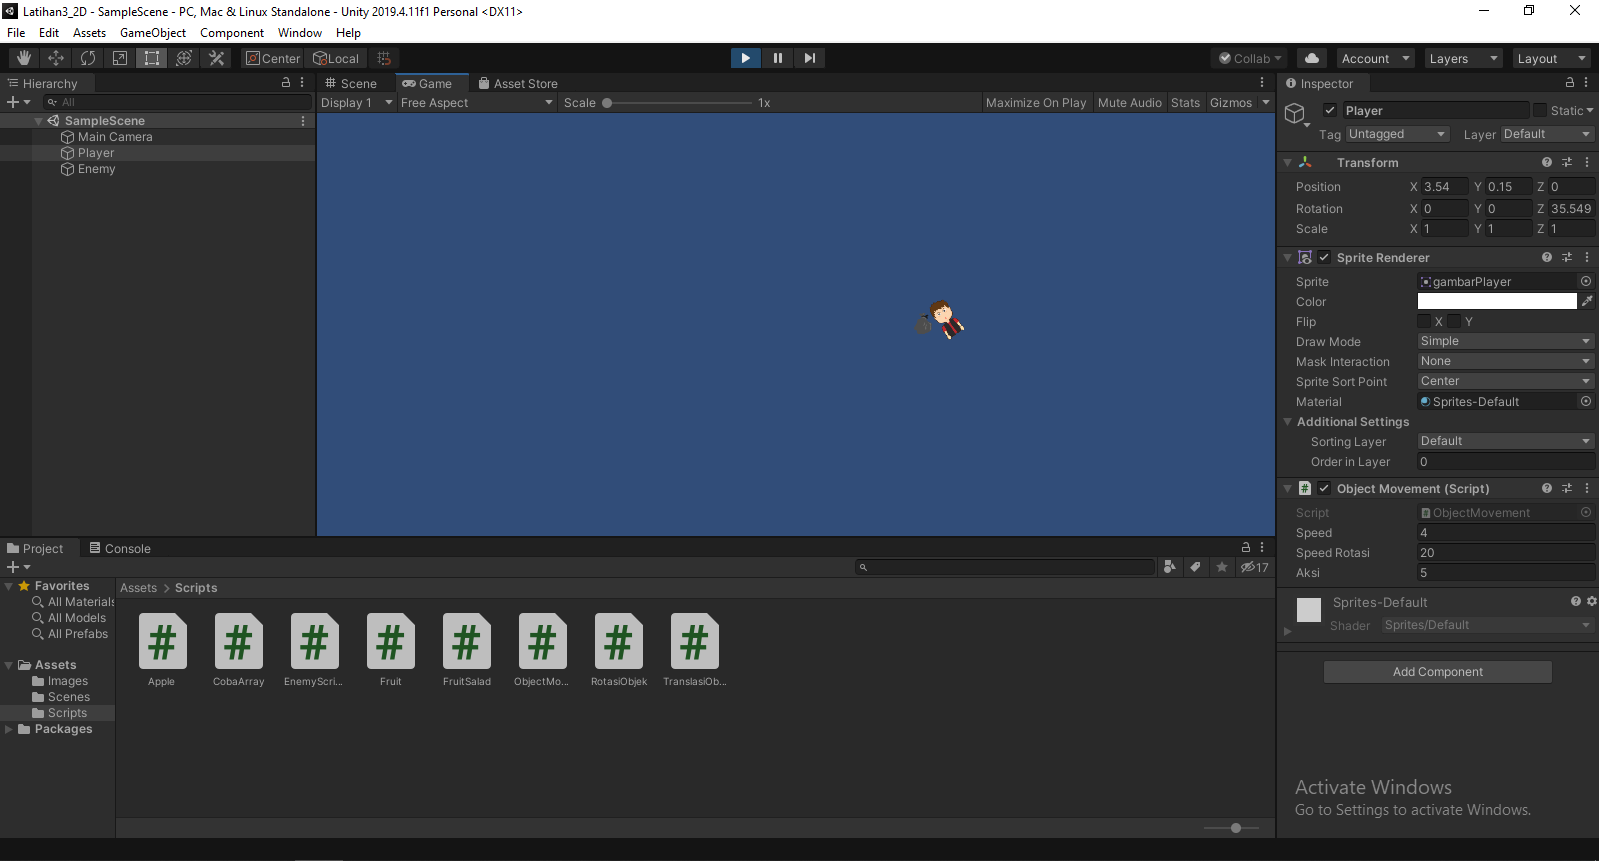 Latihan3_2D - SampleScene - PC, Mac & Linux Standalone - Unity 2019.4.11f1 Personal <DX11>
File Edit Assets GameObject Component Window Help
Center Local Collab Account Layers Layout
Hierarchy
All
SampleScene
Main Camera
Player
Enemy
Scene Game Asset Store
Display 1 Free Aspect Scale 1x Maximize On Play Mute Audio Stats Gizmos
Inspector
Player Static
Tag Untagged Layer Default
Transform
Position X 3.54 Y 0.15 Z 0
Rotation X 0 Y 0 Z 35.549
Scale X 1 Y 1 Z 1
Sprite Renderer
Sprite gambarPlayer
Color
Flip X Y
Draw Mode Simple
Mask Interaction None
Sprite Sort Point Center
Material Sprites-Default
Additional Settings
Sorting Layer Default
Order in Layer 0
Object Movement (Script)
Script ObjectMovement
Speed 4
Speed Rotasi 20
Aksi 5
Sprites-Default
Shader Sprites/Default
Add Component
Project Console
17
Favorites
All Materials
All Models
All Prefabs
Assets
Images
Scenes
Scripts
Packages
Assets > Scripts
Apple CobaArray EnemyScri... Fruit FruitSalad ObjectMo... RotasiObjek TranslasiOb...
Activate Windows
Go to Settings to activate Windows.